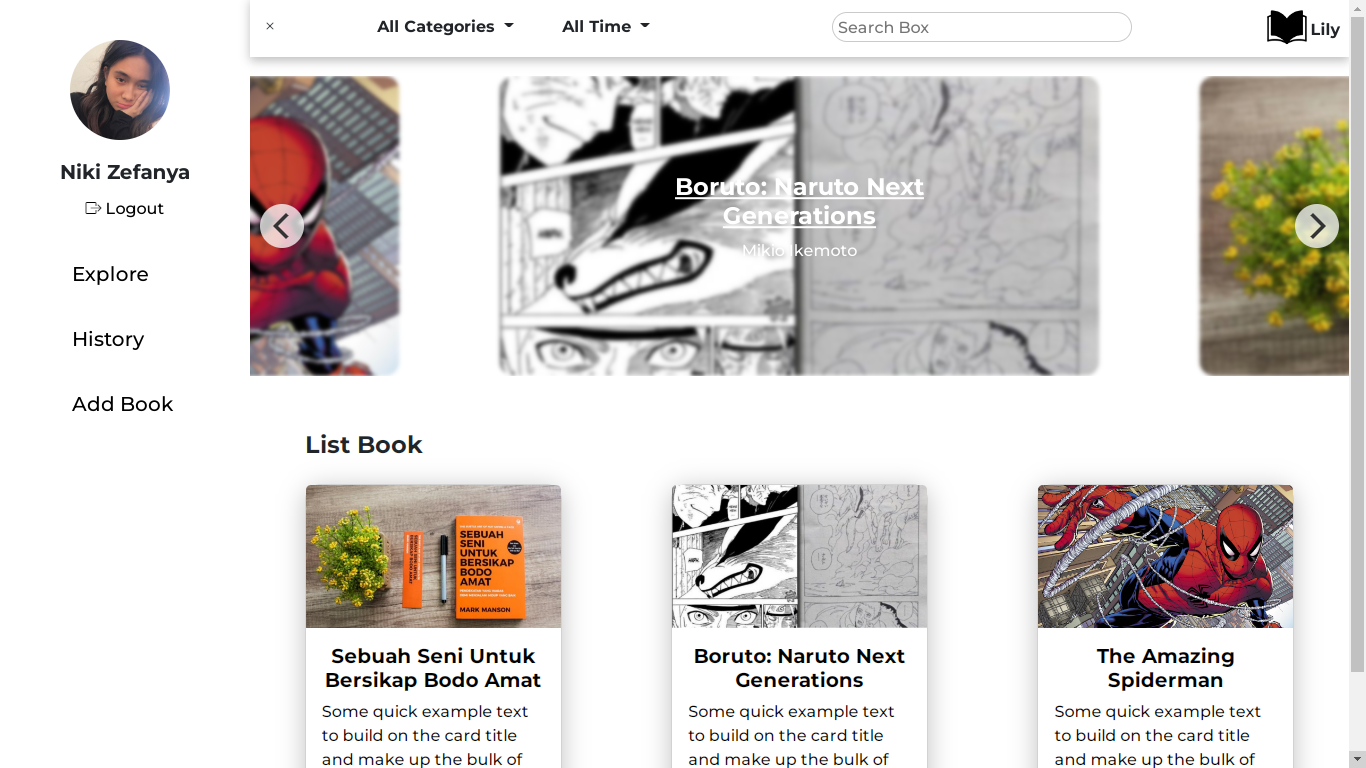 ×
All Categories
All Time
Search Box
Lily
Niki Zefanya
Logout
Explore
History
Add Book
Boruto: Naruto Next
Generations
Mikio Ikemoto
List Book
SEBUAH
SENI
UNTUK
BERSIKAP
BODO
AMAT
MARK MANSON
Sebuah Seni Untuk
Bersikap Bodo Amat
Some quick example text
to build on the card title
and make up the bulk of
Boruto: Naruto Next
Generations
Some quick example text
to build on the card title
and make up the bulk of
The Amazing
Spiderman
Some quick example text
to build on the card title
and make up the bulk of